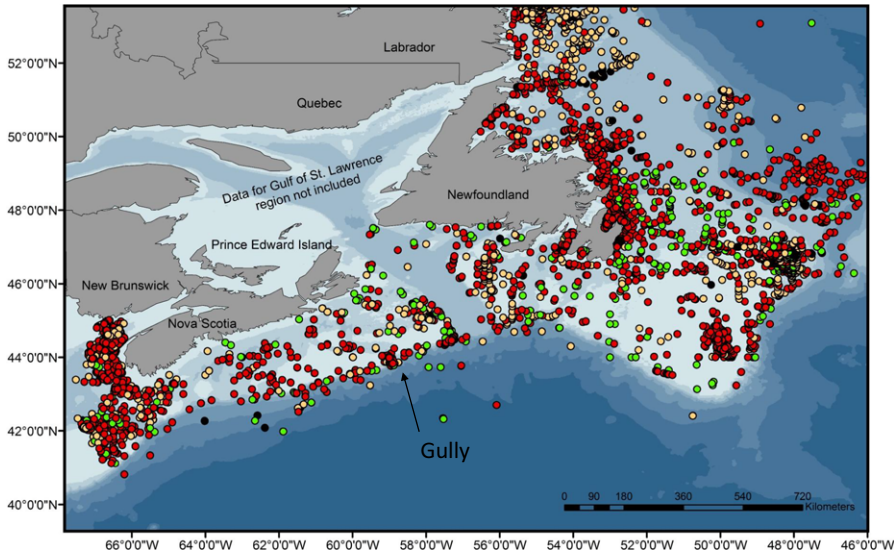 Labrador
52°0'0"N
Quebec
50°0'0"N
Data for Gulf of St. Lawrence
region not included
Newfoundland
48°0'0"N
Prince Edward Island
46°0'0"N
New Brunswick
Nova Scotia
44°0'0"N
42°0'0"N
Gully
40°0'0"N
0 90 180 360 540 720
Kilometers
66°0'0"W 64°0'0"W 62°0'0"W 60°0'0"W 58°0'0"W 56°0'0"W 54°0'0"W 52°0'0"W 50°0'0"W 48°0'0"W 46°0'0"W